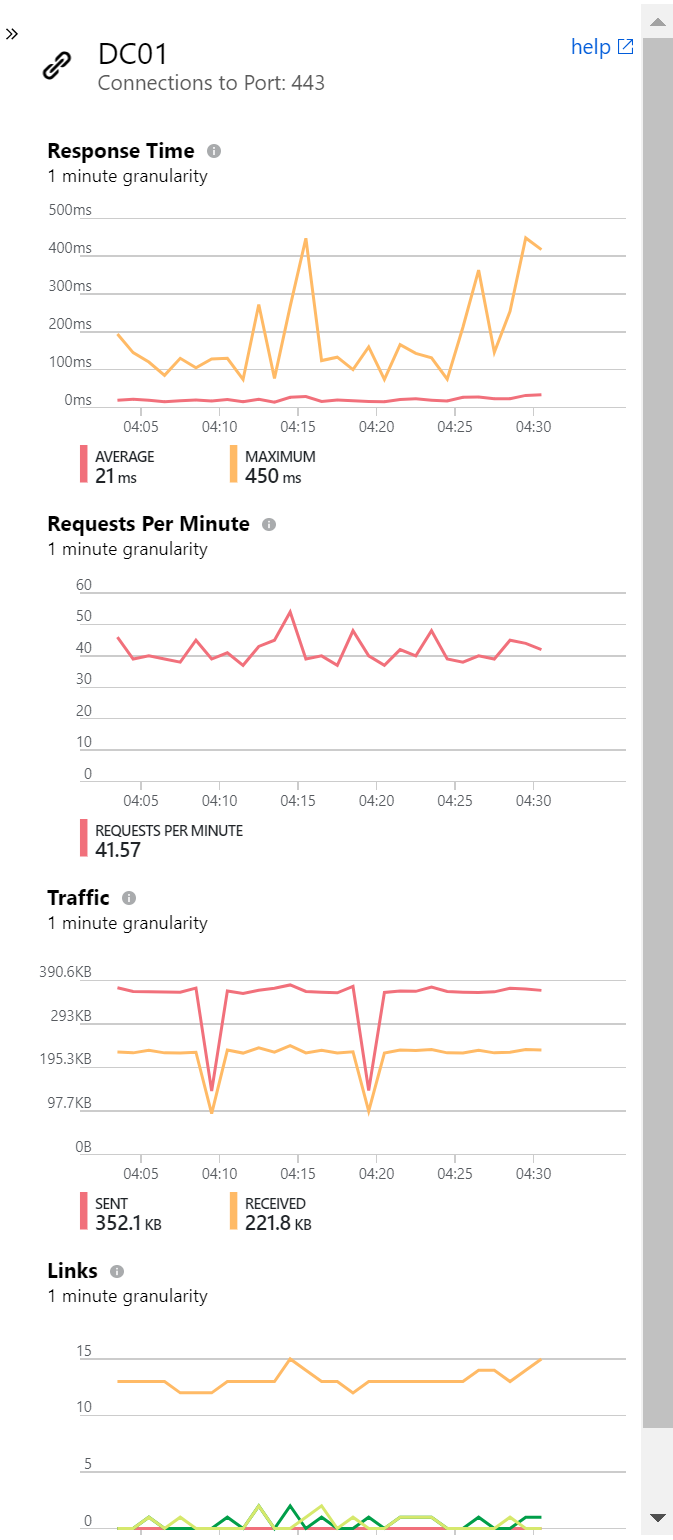 »
DC01
help
Connections to Port: 443
Response Time
1 minute granularity
500ms
400ms
300ms
200ms
100ms
0ms
04:05 04:10 04:15 04:20 04:25 04:30
AVERAGE MAXIMUM
21 ms 450 ms
Requests Per Minute
1 minute granularity
60
50
40
30
20
10
0
04:05 04:10 04:15 04:20 04:25 04:30
REQUESTS PER MINUTE
41.57
Traffic
1 minute granularity
390.6KB
293KB
195.3KB
97.7KB
0B
04:05 04:10 04:15 04:20 04:25 04:30
SENT RECEIVED
352.1 KB 221.8 KB
Links
1 minute granularity
15
10
5
0